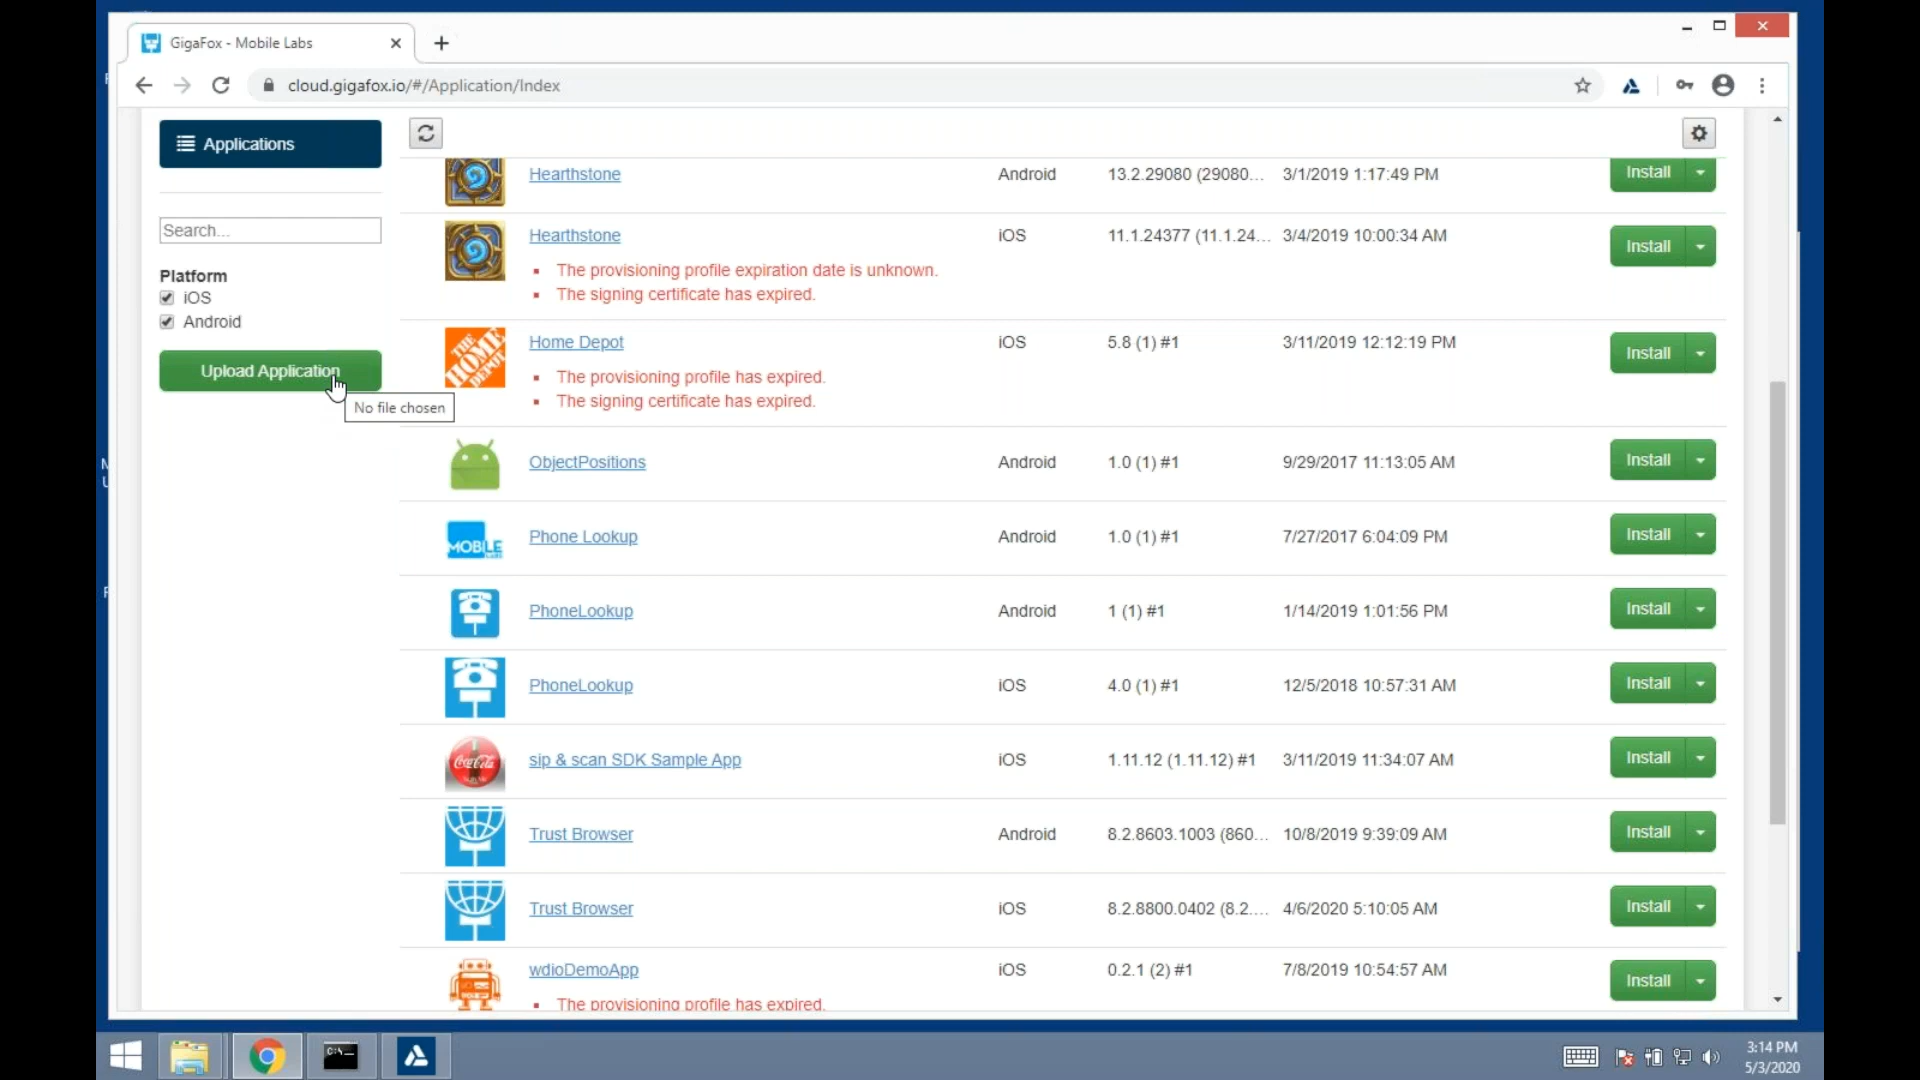 GigaFox - Mobile Labs
cloud.gigafox.io/#/Application/Index
Applications
Search...
Platform
iOS
Android
Upload Application
No file chosen
Hearthstone Android 13.2.29080 (29080... 3/1/2019 1:17:49 PM Install
Hearthstone iOS 11.1.24377 (11.1.24... 3/4/2019 10:00:34 AM Install
The provisioning profile expiration date is unknown.
The signing certificate has expired.
THE HOME DEPOT
Home Depot iOS 5.8 (1) #1 3/11/2019 12:12:19 PM Install
The provisioning profile has expired.
The signing certificate has expired.
ObjectPositions Android 1.0 (1) #1 9/29/2017 11:13:05 AM Install
MOBILE
Phone Lookup Android 1.0 (1) #1 7/27/2017 6:04:09 PM Install
PhoneLookup Android 1 (1) #1 1/14/2019 1:01:56 PM Install
PhoneLookup iOS 4.0 (1) #1 12/5/2018 10:57:31 AM Install
Coca-Cola
sip & scan SDK Sample App iOS 1.11.12 (1.11.12) #1 3/11/2019 11:34:07 AM Install
Trust Browser Android 8.2.8603.1003 (860... 10/8/2019 9:39:09 AM Install
Trust Browser iOS 8.2.8800.0402 (8.2.... 4/6/2020 5:10:05 AM Install
wdioDemoApp iOS 0.2.1 (2) #1 7/8/2019 10:54:57 AM Install
The provisioning profile has expired.
3:14 PM
5/3/2020